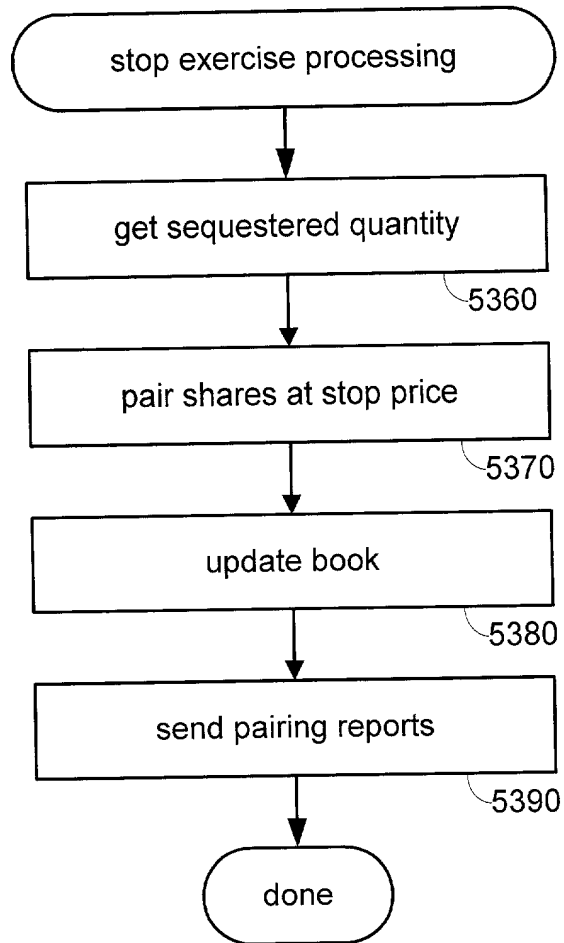 stop exercise processing
get sequestered quantity
5360
pair shares at stop price
5370
update book
5380
send pairing reports
5390
done